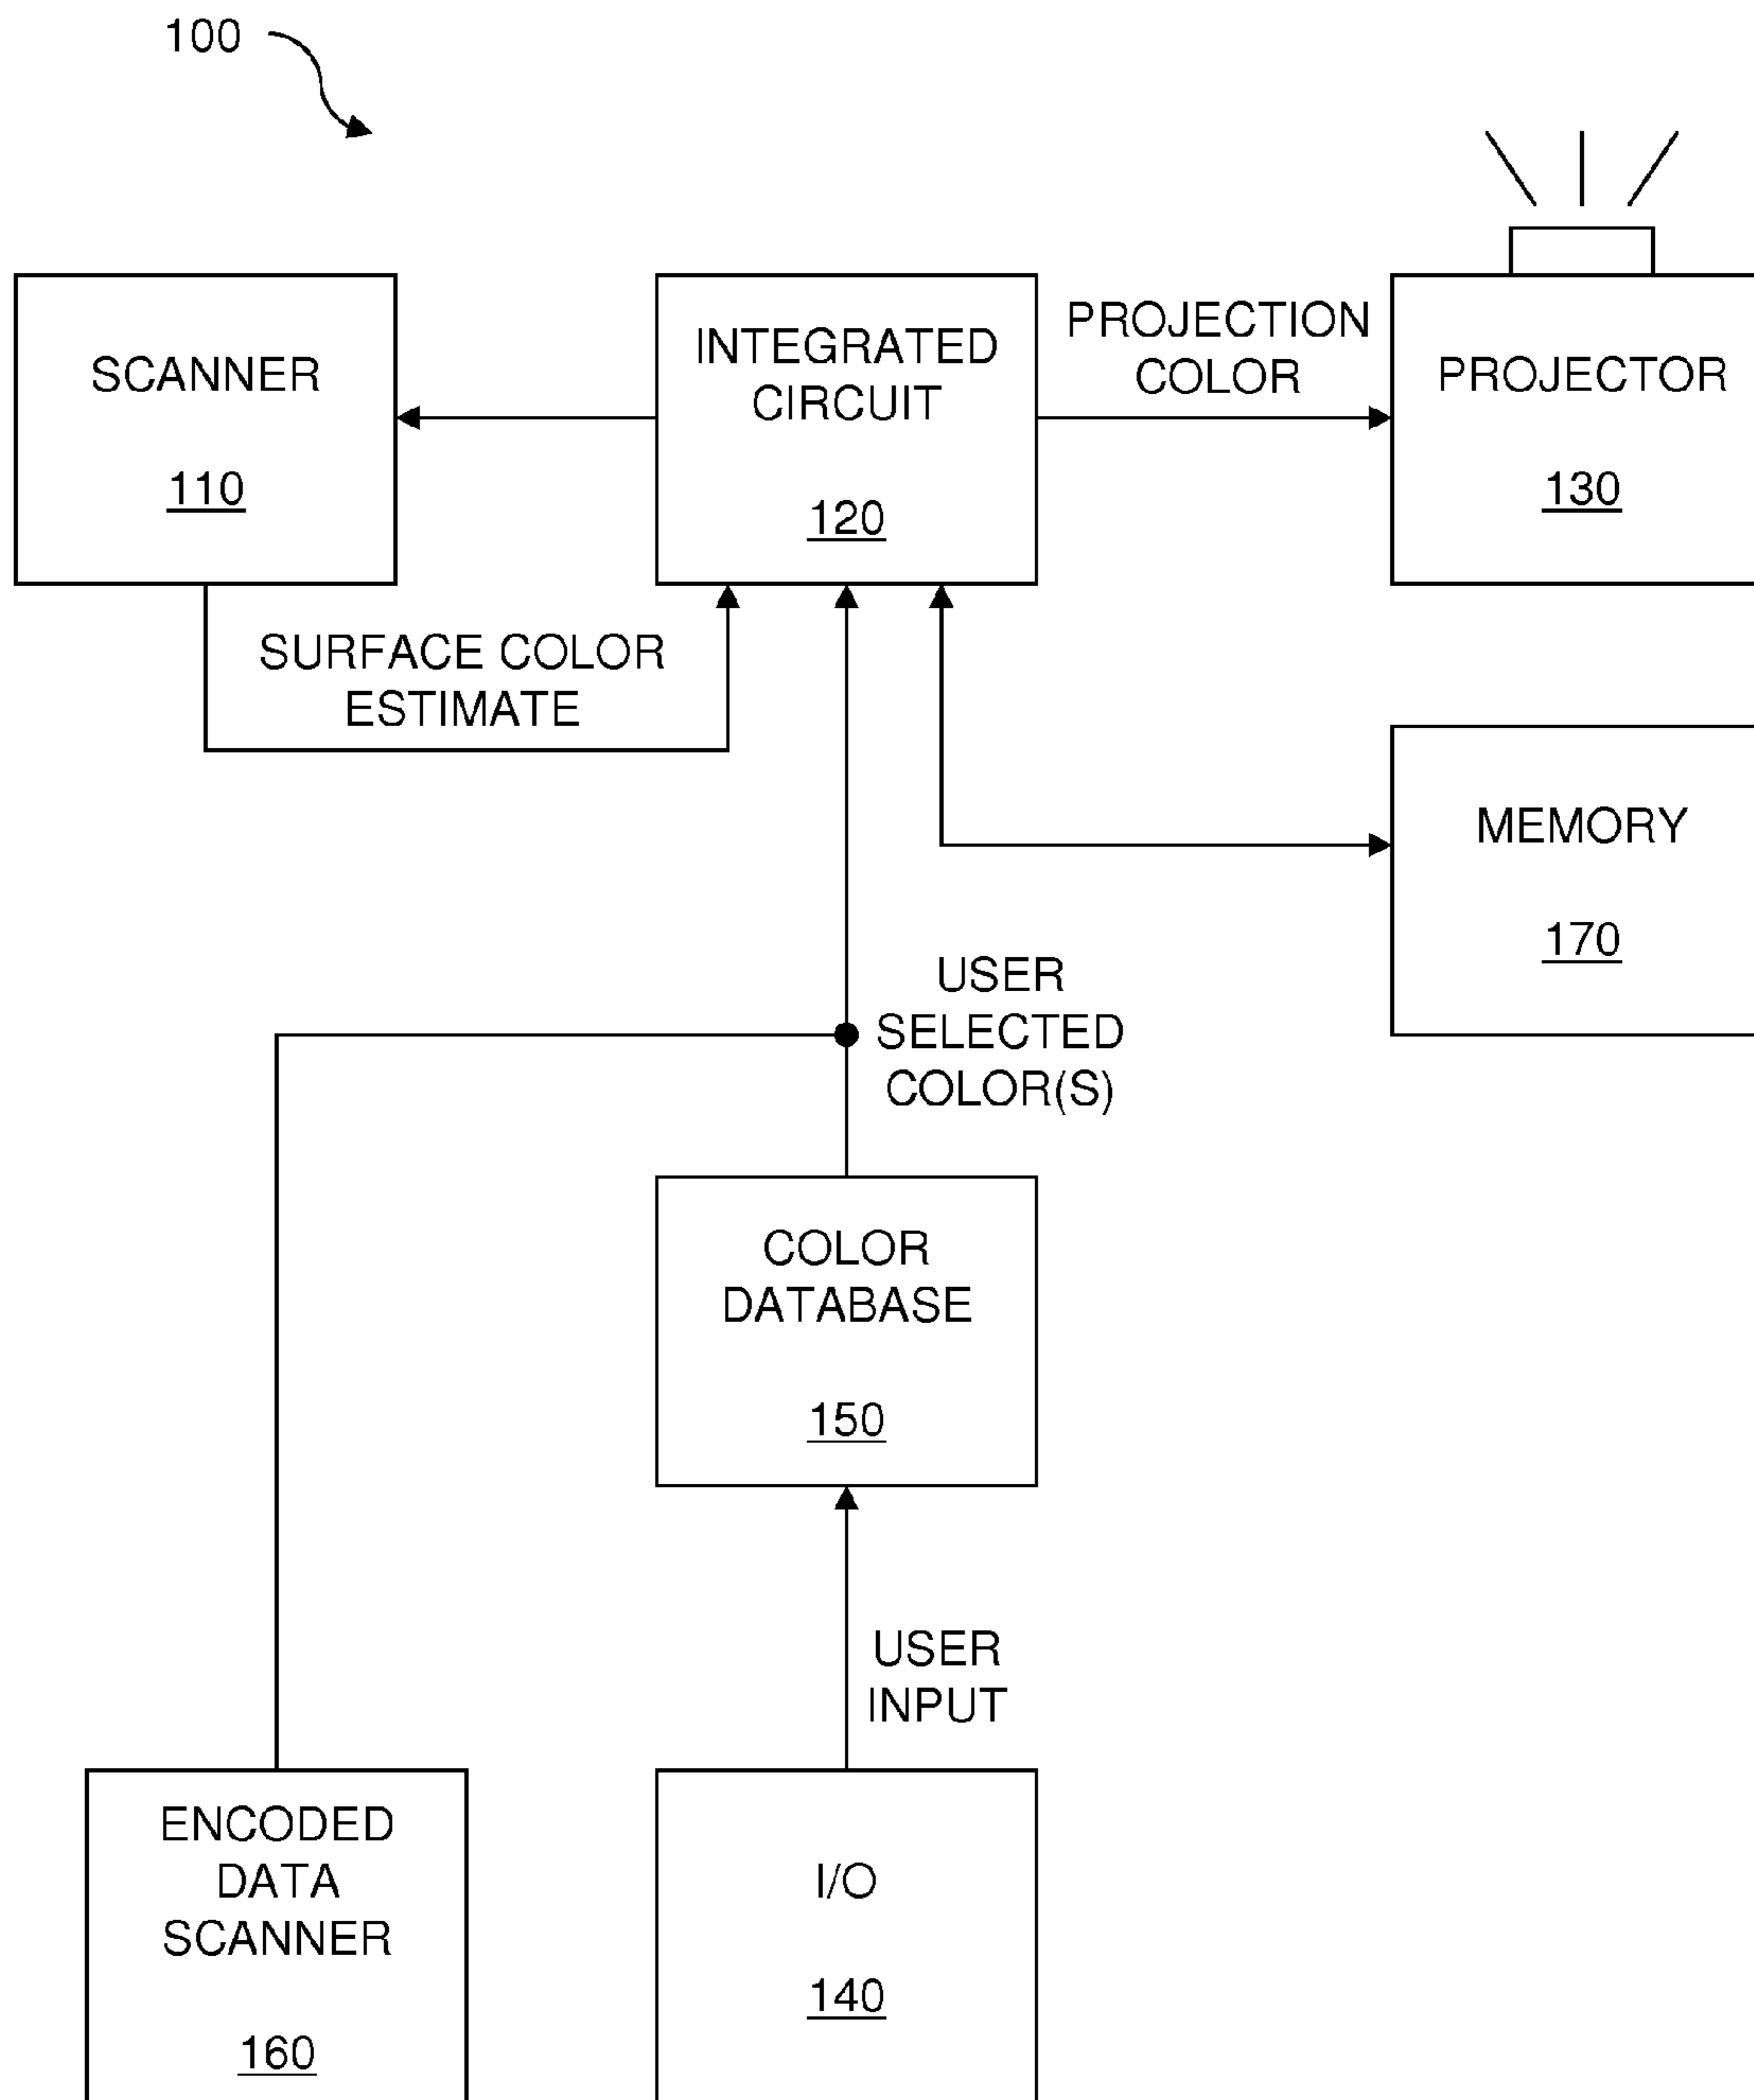 100
SCANNER
110
INTEGRATED
CIRCUIT
120
PROJECTION
COLOR
PROJECTOR
130
SURFACE COLOR
ESTIMATE
MEMORY
170
USER
SELECTED
COLOR(S)
COLOR
DATABASE
150
USER
INPUT
ENCODED
DATA
SCANNER
160
I/O
140